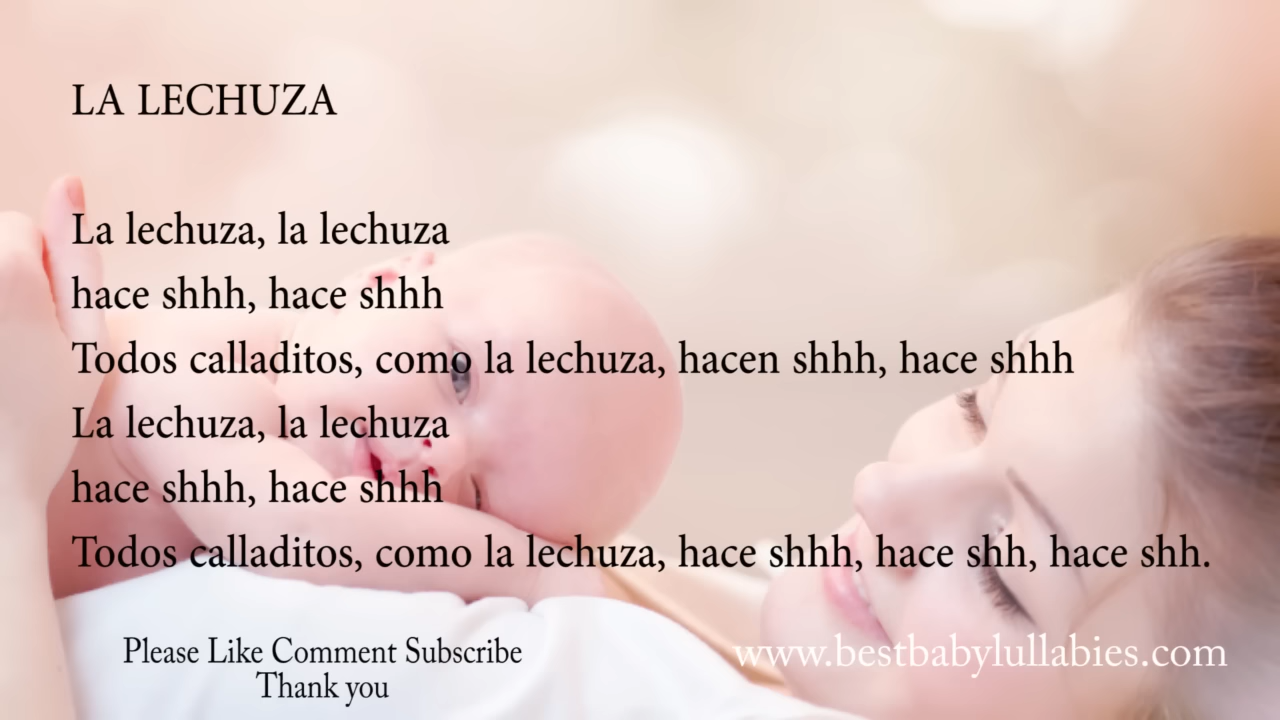 LA LECHUZA
La lechuza, la lechuza
hace shhh, hace shhh
Todos calladitos, como la lechuza, hacen shhh, hace shhh
La lechuza, la lechuza
hace shhh, hace shhh
Todos calladitos, como la lechuza, hace shhh, hace shh, hace shh.
Please Like Comment Subscribe
Thank you
www.bestbabylullabies.com